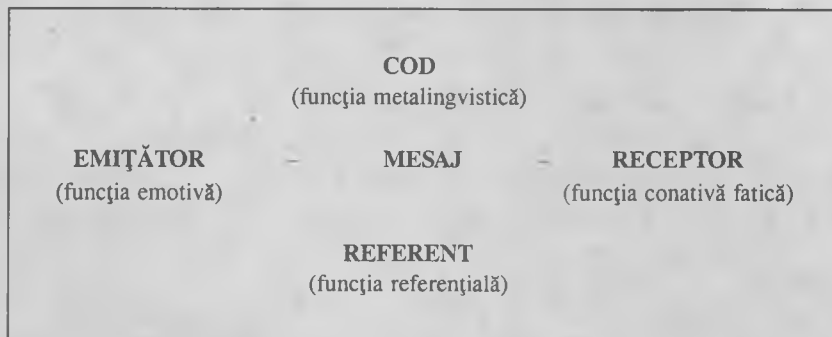 COD
(funcţia metalingvistică)
EMIŢĂTOR – MESAJ – RECEPTOR
(funcţia emotivă) (funcţia conativă fatică)
REFERENT
(funcţia referenţială)